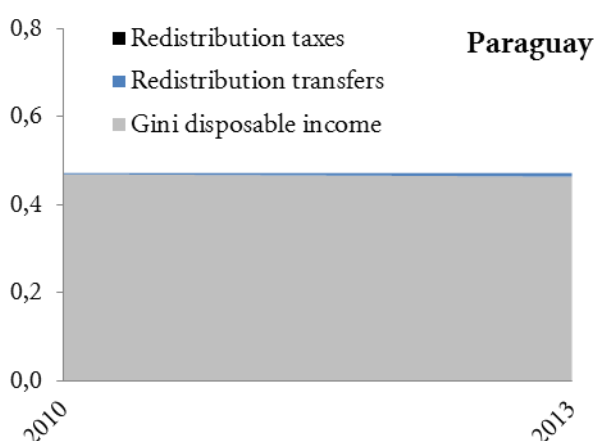 Paraguay
Redistribution taxes
Redistribution transfers
Gini disposable income
0,8
0,6
0,4
0,2
0,0
2010
2013